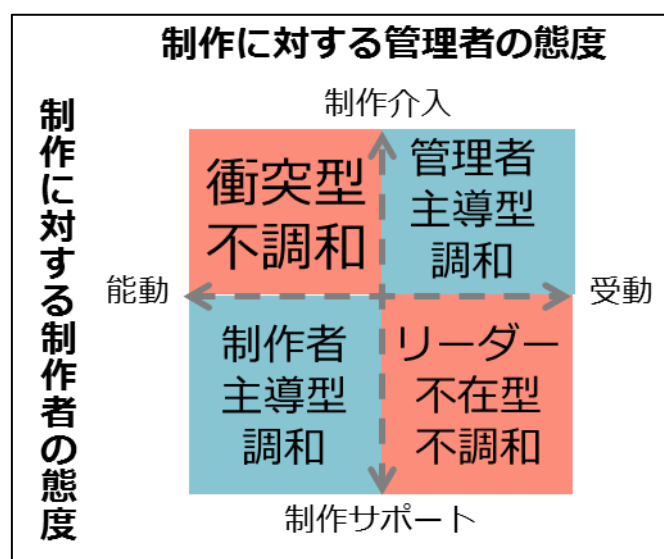 制作に対する管理者の態度
制作に対する制作者の態度
制作介入
衝突型
不調和
管理者
主導型
調和
能動
受動
制作者
主導型
調和
リーダー
不在型
不調和
制作サポート